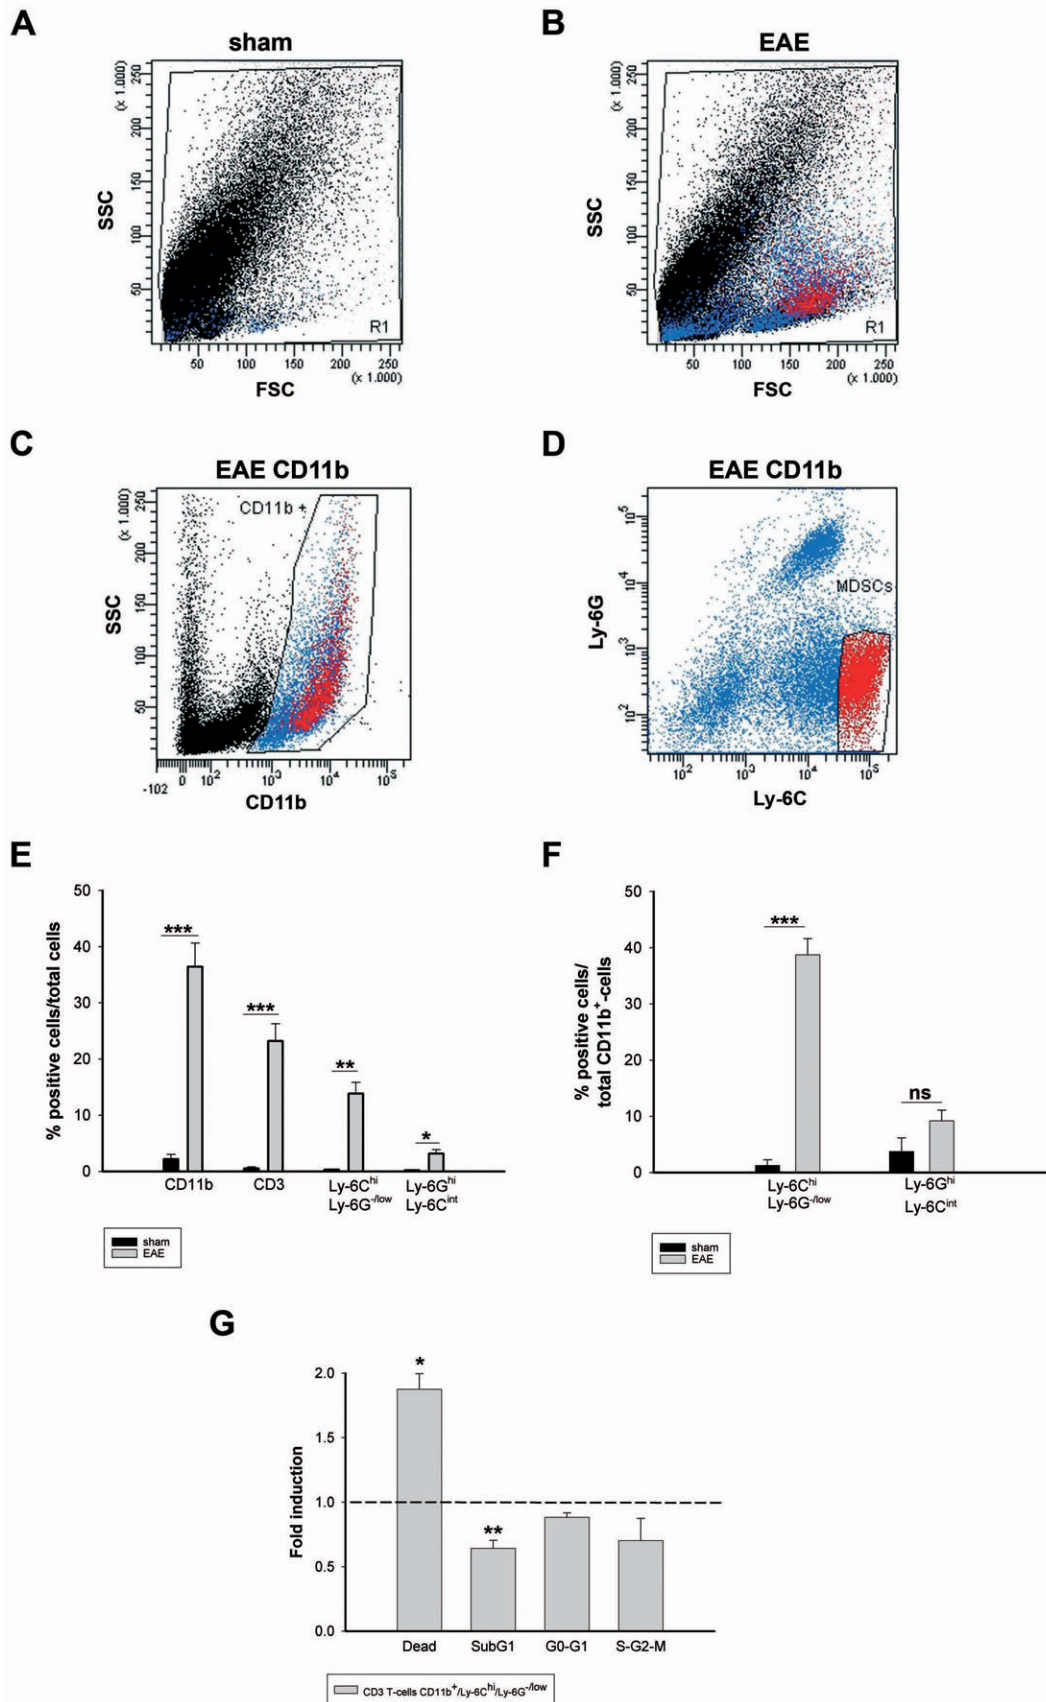 A
sham
(x 1.000)
50 100 150 200 250
SSC
R1
50 100 150 200 250
(x 1.000)
FSC
B
EAE
(x 1.000)
50 100 150 200 250
SSC
R1
50 100 150 200 250
(x 1.000)
FSC
C
EAE CD11b
(x 1.000)
50 100 150 200 250
SSC
CD11b +
-102 0 10² 10³ 10⁴ 10⁵
CD11b
D
EAE CD11b
10² 10³ 10⁴ 10⁵
Ly-6G
MDSCs
10² 10³ 10⁴ 10⁵
Ly-6C
E
% positive cells/total cells
50
40
30
20
10
0
***
***
**
*
CD11b
CD3
Ly-6Cʰⁱ
Ly-6G⁻/ˡᵒʷ
Ly-6Gʰⁱ
Ly-6Cⁱⁿᵗ
sham
EAE
F
% positive cells/
total CD11b⁺-cells
50
40
30
20
10
0
***
ns
Ly-6Cʰⁱ
Ly-6G⁻/ˡᵒʷ
Ly-6Gʰⁱ
Ly-6Cⁱⁿᵗ
sham
EAE
G
Fold induction
2.0
1.5
1.0
0.5
0.0
*
**
Dead
SubG1
G0-G1
S-G2-M
CD3 T-cells CD11b⁺/Ly-6Cʰⁱ/Ly-6G⁻/ˡᵒʷ